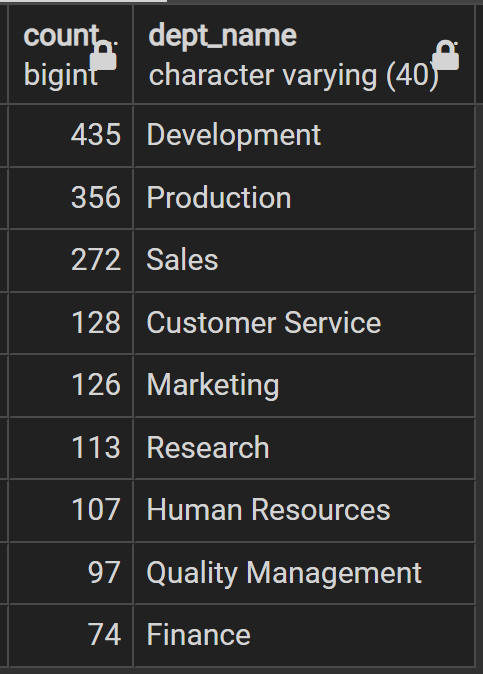 count dept_name
bigint character varying (40)
435 Development
356 Production
272 Sales
128 Customer Service
126 Marketing
113 Research
107 Human Resources
97 Quality Management
74 Finance